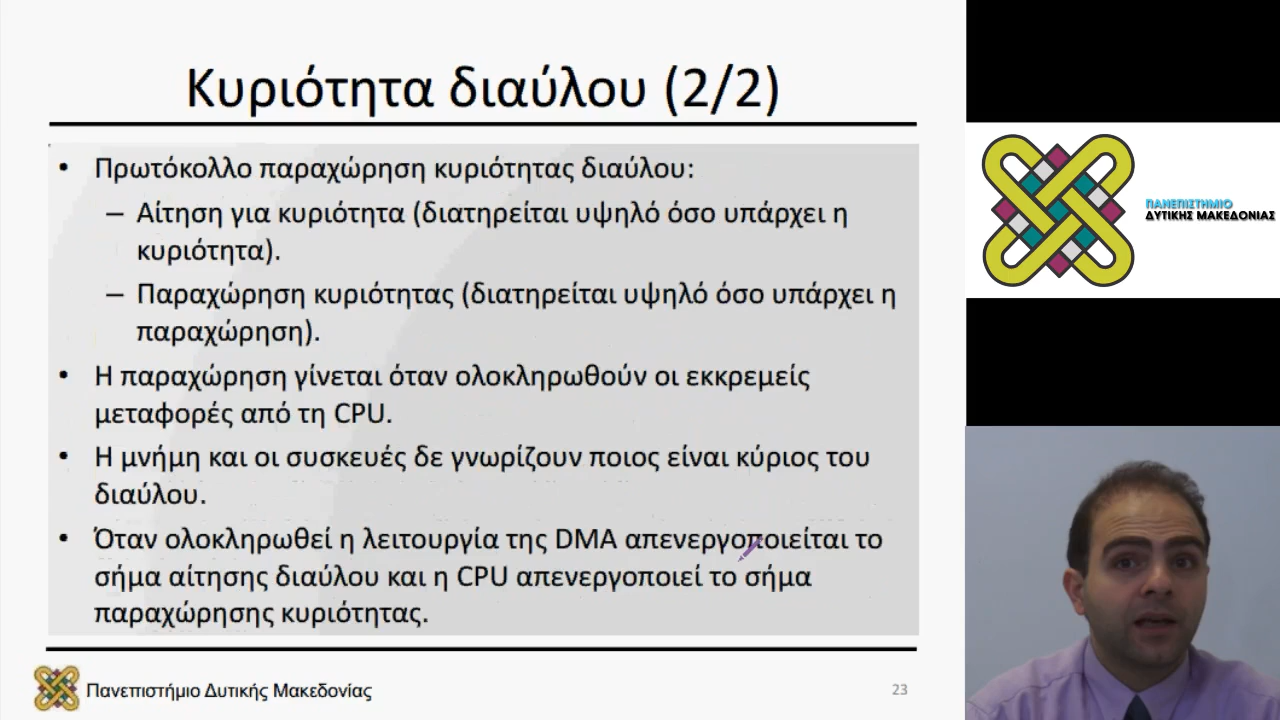 Κυριότητα διαύλου (2/2)
• Πρωτόκολλο παραχώρηση κυριότητας διαύλου:
– Αίτηση για κυριότητα (διατηρείται υψηλό όσο υπάρχει η
κυριότητα).
– Παραχώρηση κυριότητας (διατηρείται υψηλό όσο υπάρχει η
παραχώρηση).
• Η παραχώρηση γίνεται όταν ολοκληρωθούν οι εκκρεμείς
μεταφορές από τη CPU.
• Η μνήμη και οι συσκευές δε γνωρίζουν ποιος είναι κύριος του
διαύλου.
• Όταν ολοκληρωθεί η λειτουργία της DMA απενεργοποιείται το
σήμα αίτησης διαύλου και η CPU απενεργοποιεί το σήμα
παραχώρησης κυριότητας.
Πανεπιστήμιο Δυτικής Μακεδονίας
23
ΠΑΝΕΠΙΣΤΗΜΙΟ
ΔΥΤΙΚΗΣ ΜΑΚΕΔΟΝΙΑΣ